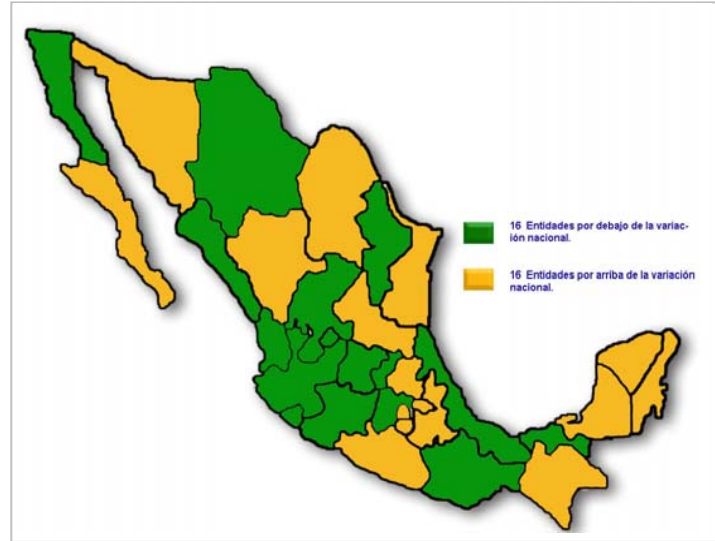 16 Entidades por debajo de la variac-
ión nacional.
16 Entidades por arriba de la variación
nacional.